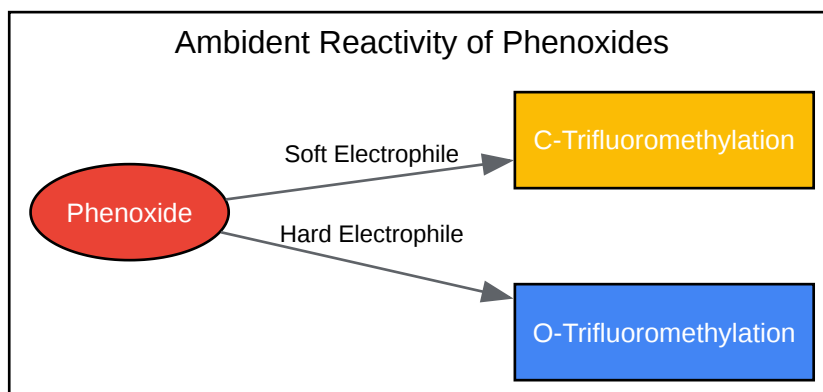 Ambident Reactivity of Phenoxides
C-Trifluoromethylation
Soft Electrophile
Phenoxide
Hard Electrophile
O-Trifluoromethylation